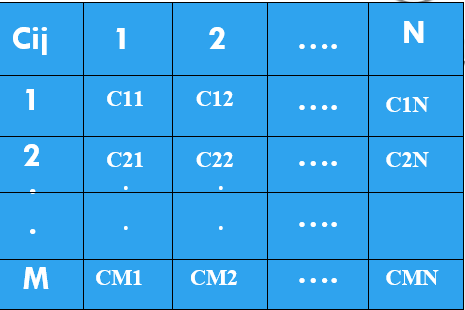 Cij 1 2 .... N
1 C11 C12 .... C1N
2 C21 C22 .... C2N
. . .
. . . ....
M CM1 CM2 .... CMN